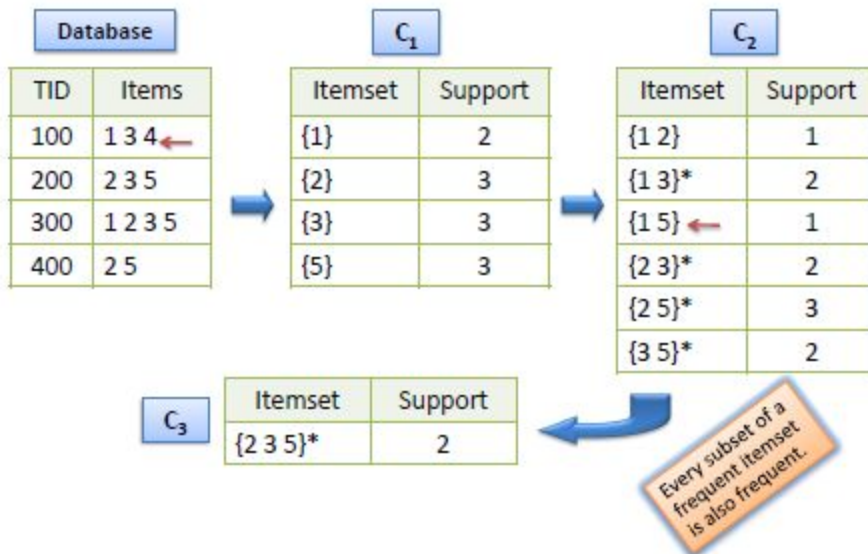 Database
TID Items
100 1 3 4
200 2 3 5
300 1 2 3 5
400 2 5
C1
Itemset Support
{1} 2
{2} 3
{3} 3
{5} 3
C2
Itemset Support
{1 2} 1
{1 3}* 2
{1 5} 1
{2 3}* 2
{2 5}* 3
{3 5}* 2
C3
Itemset Support
{2 3 5}* 2
Every subset of a
frequent itemset
is also frequent.